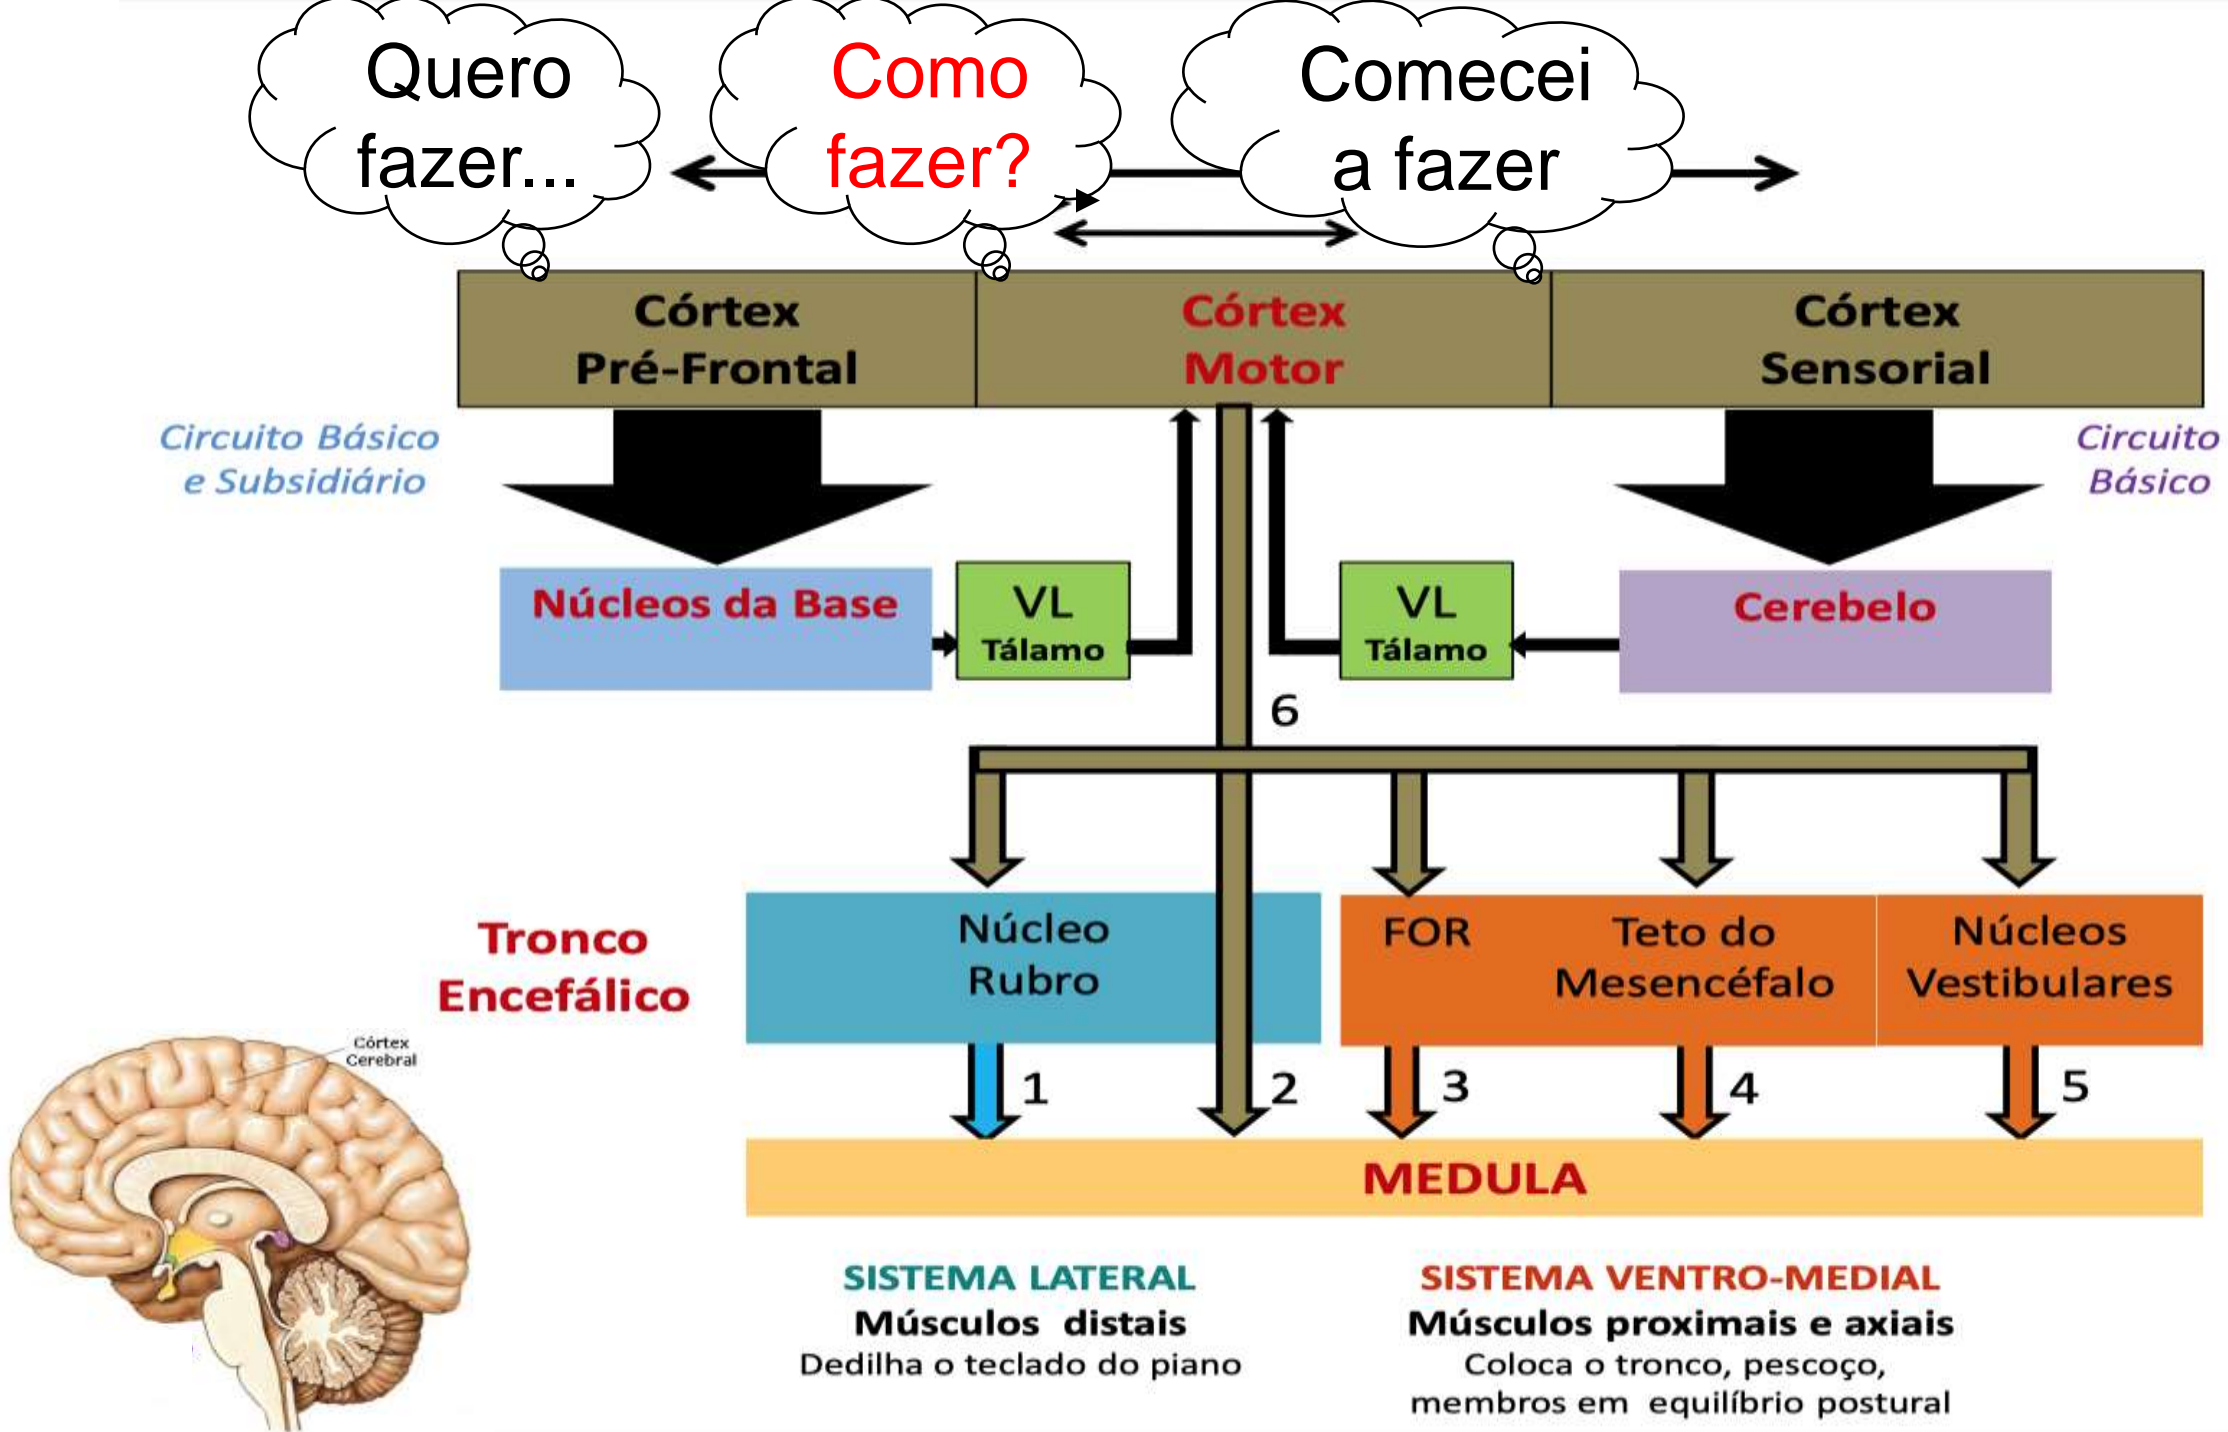 Quero
fazer...
Como
fazer?
Comecei
a fazer
Córtex
Pré-Frontal
Córtex
Motor
Córtex
Sensorial
Circuito Básico
e Subsidiário
Circuito
Básico
Núcleos da Base
VL
Tálamo
VL
Tálamo
Cerebelo
6
Tronco
Encefálico
Núcleo
Rubro
FOR
Teto do
Mesencéfalo
Núcleos
Vestibulares
Córtex
Cerebral
1
2
3
4
5
MEDULA
SISTEMA LATERAL
Músculos distais
Dedilha o teclado do piano
SISTEMA VENTRO-MEDIAL
Músculos proximais e axiais
Coloca o tronco, pescoço,
membros em equilíbrio postural